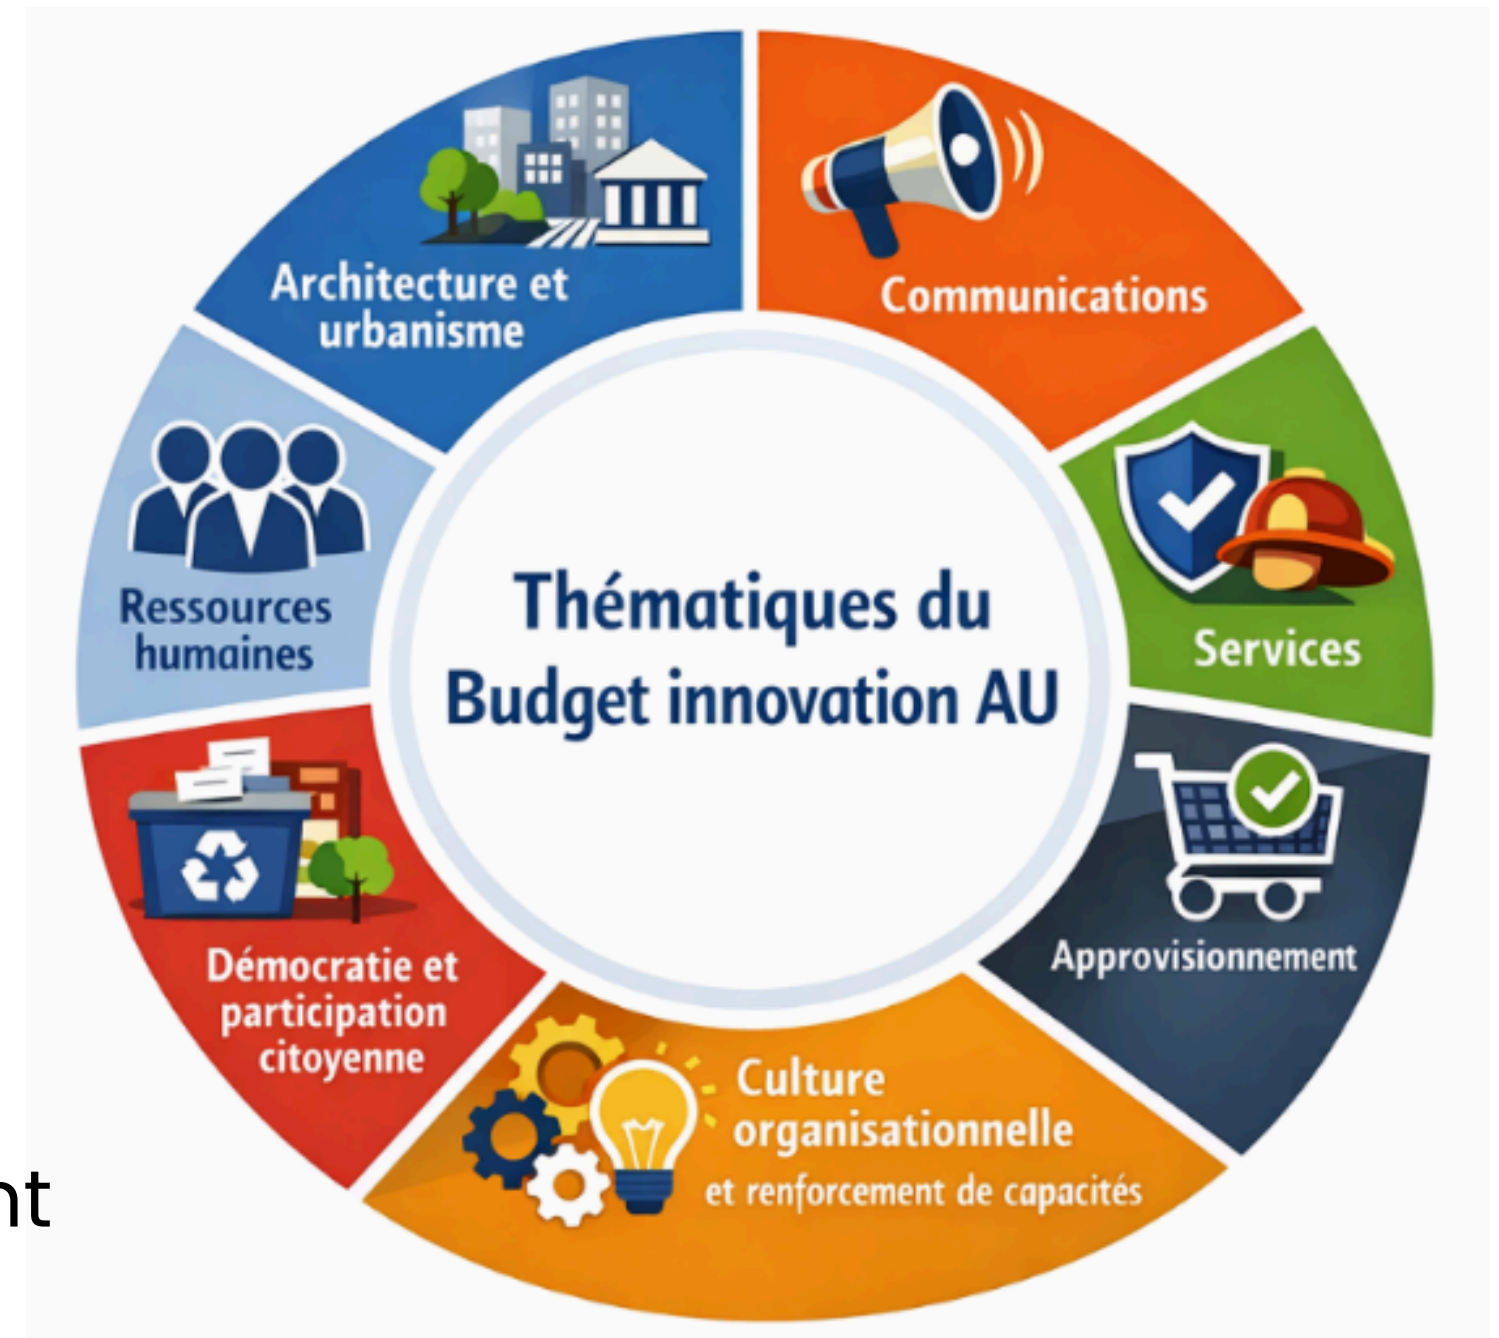 Architecture et
urbanisme
Communications
Ressources
humaines
Services
Thématiques du
Budget innovation AU
Démocratie et
participation
citoyenne
Approvisionnement
Culture
organisationnelle
et renforcement de capacités
nt